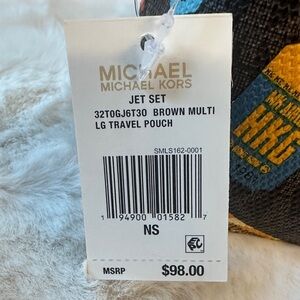 MICHAEL
MICHAEL KORS
JET SET
32T0GJ6T3O BROWN MULTI
LG TRAVEL POUCH
SMLS162-0001
1 94900 01582 7
NS
MSRP $98.00
HKG